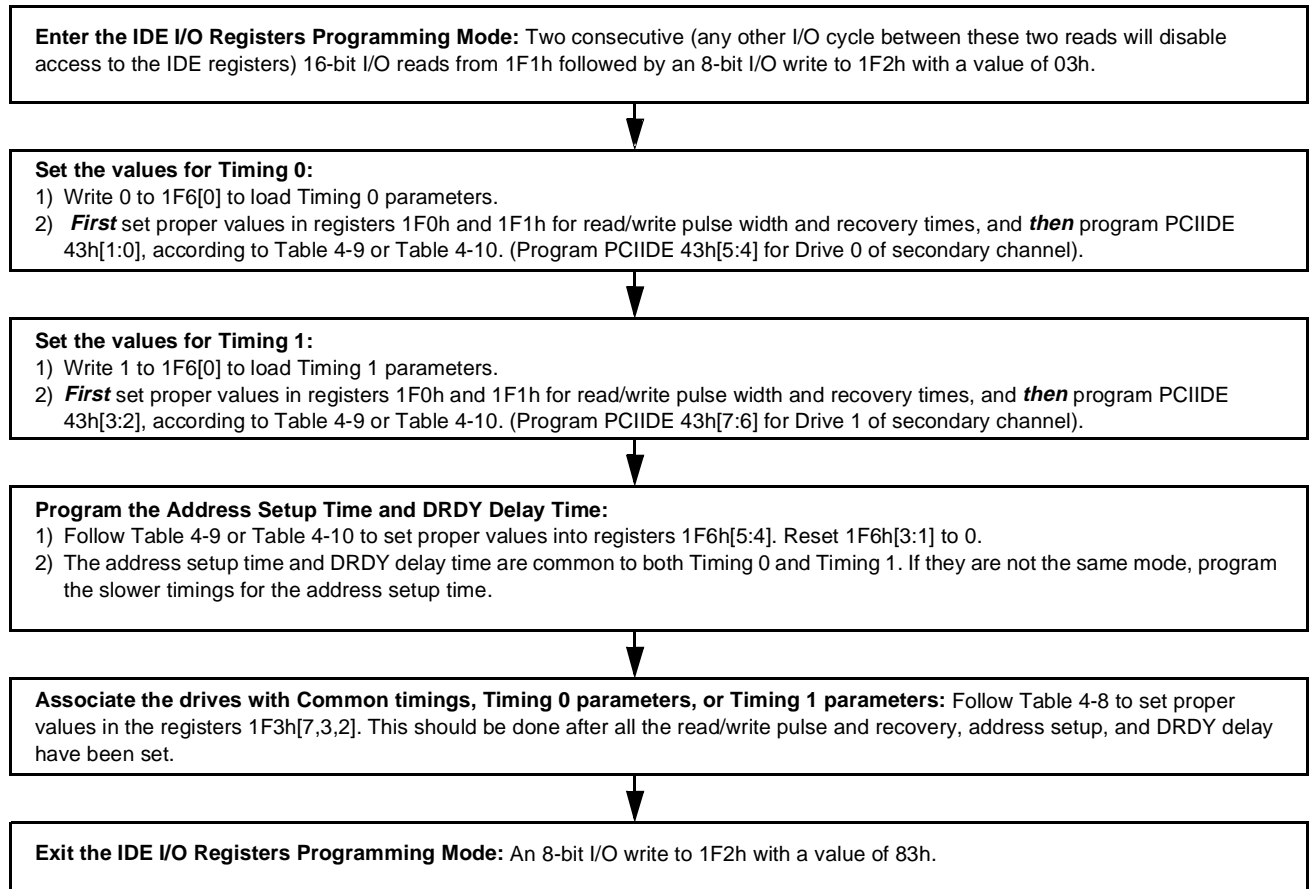 Enter the IDE I/O Registers Programming Mode: Two consecutive (any other I/O cycle between these two reads will disable
access to the IDE registers) 16-bit I/O reads from 1F1h followed by an 8-bit I/O write to 1F2h with a value of 03h.
Set the values for Timing 0:
1) Write 0 to 1F6[0] to load Timing 0 parameters.
2) First set proper values in registers 1F0h and 1F1h for read/write pulse width and recovery times, and then program PCIIDE
43h[1:0], according to Table 4-9 or Table 4-10. (Program PCIIDE 43h[5:4] for Drive 0 of secondary channel).
Set the values for Timing 1:
1) Write 1 to 1F6[0] to load Timing 1 parameters.
2) First set proper values in registers 1F0h and 1F1h for read/write pulse width and recovery times, and then program PCIIDE
43h[3:2], according to Table 4-9 or Table 4-10. (Program PCIIDE 43h[7:6] for Drive 1 of secondary channel).
Program the Address Setup Time and DRDY Delay Time:
1) Follow Table 4-9 or Table 4-10 to set proper values into registers 1F6h[5:4]. Reset 1F6h[3:1] to 0.
2) The address setup time and DRDY delay time are common to both Timing 0 and Timing 1. If they are not the same mode, program
the slower timings for the address setup time.
Associate the drives with Common timings, Timing 0 parameters, or Timing 1 parameters: Follow Table 4-8 to set proper
values in the registers 1F3h[7,3,2]. This should be done after all the read/write pulse and recovery, address setup, and DRDY delay
have been set.
Exit the IDE I/O Registers Programming Mode: An 8-bit I/O write to 1F2h with a value of 83h.